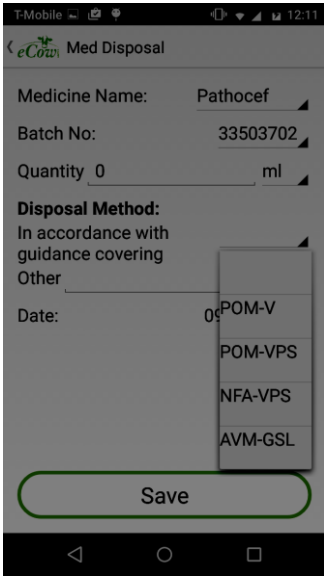 T-Mobile 12:11
eCow Med Disposal
Medicine Name: Pathocef
Batch No: 33503702
Quantity 0 ml
Disposal Method:
In accordance with
guidance covering
Other
Date: 09
POM-V
POM-VPS
NFA-VPS
AVM-GSL
Save